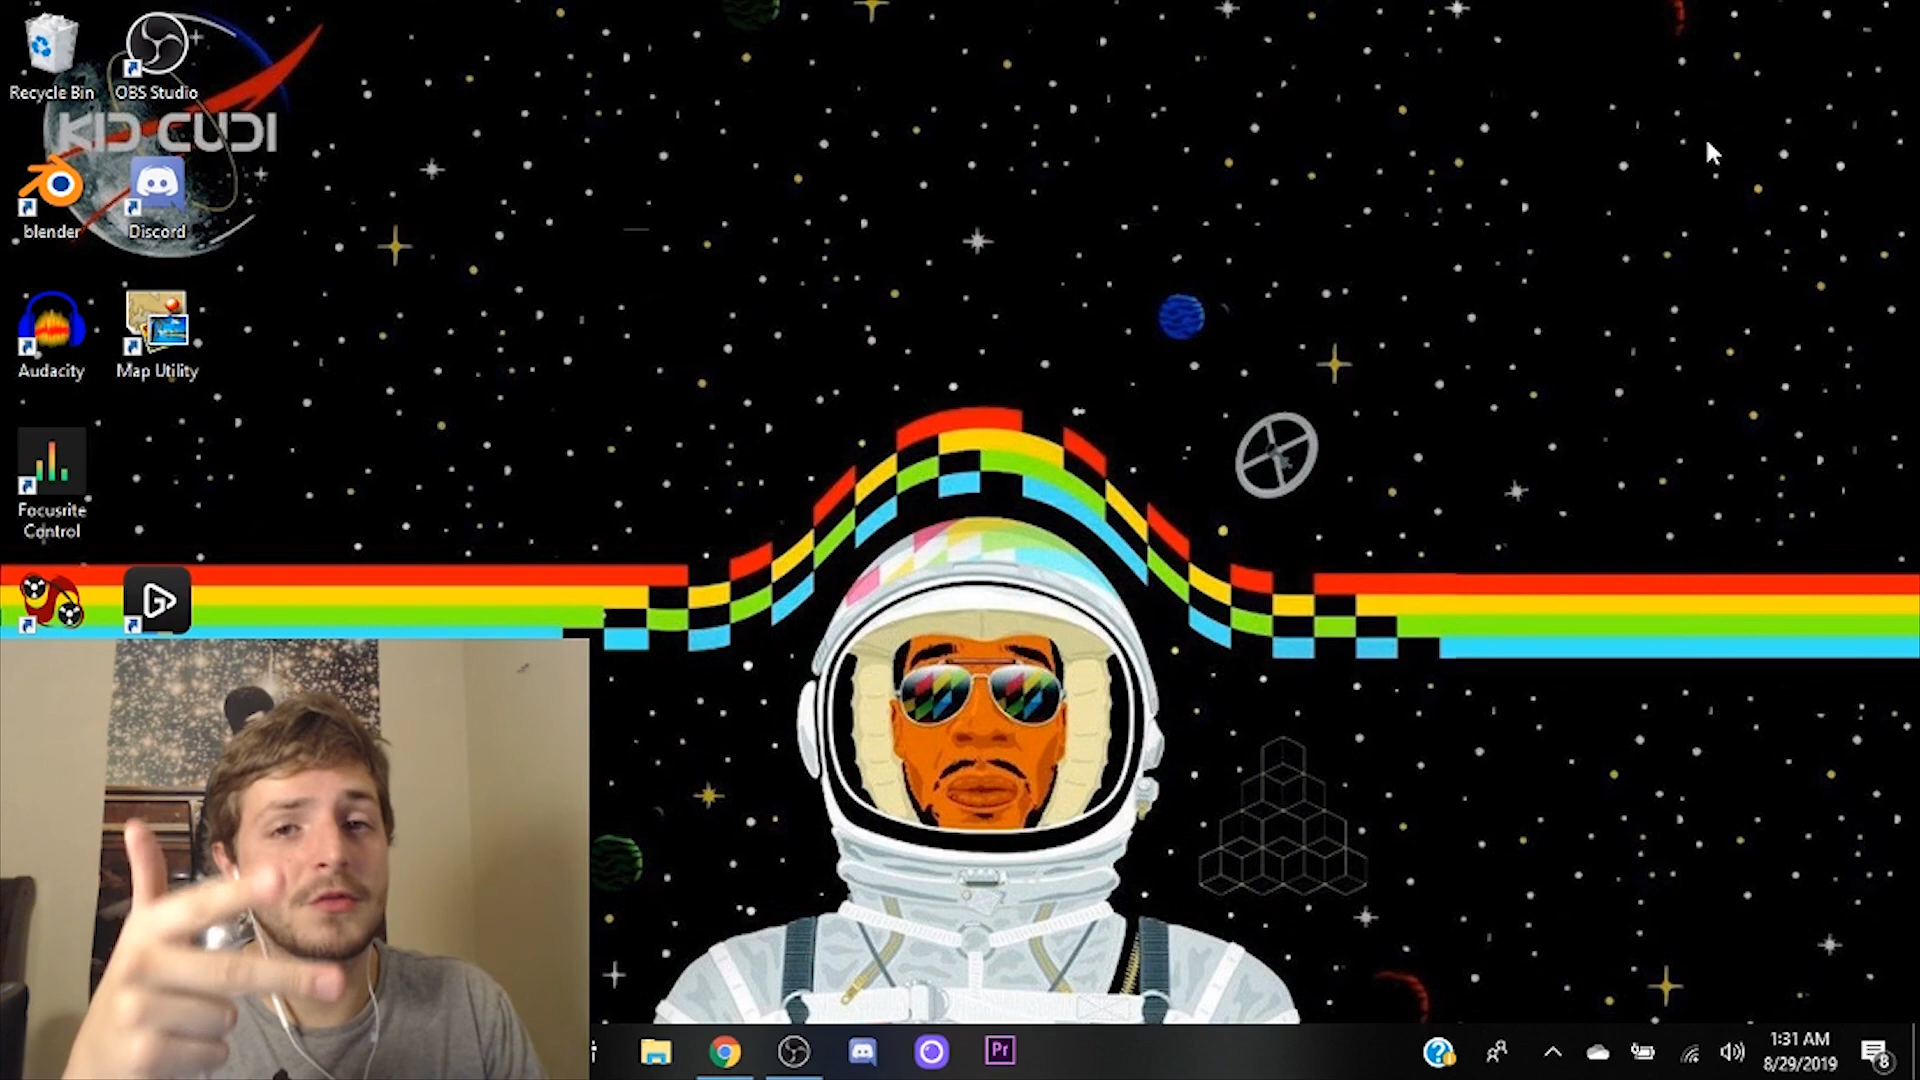 Recycle Bin
OBS Studio
KID CUDI
blender
Discord
Audacity
Map Utility
Focusrite
Control
Pr
1:31 AM
8/29/2019
8